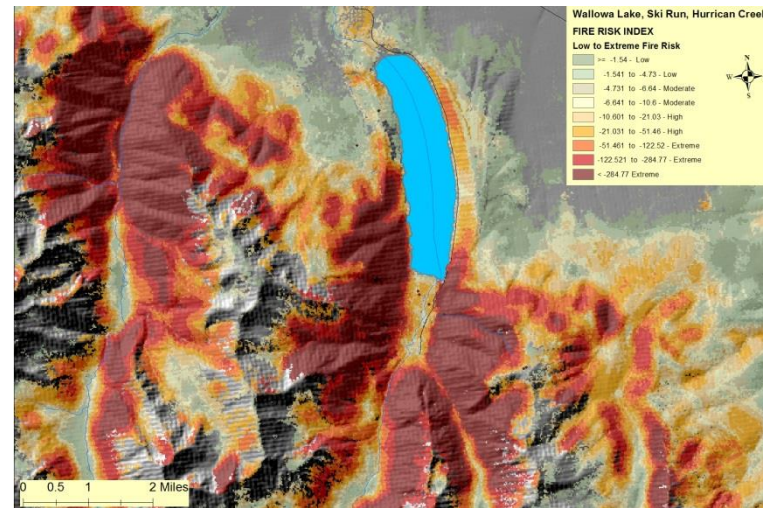 Wallowa Lake, Ski Run, Hurrican Creek
FIRE RISK INDEX
Low to Extreme Fire Risk
>= -1.54 - Low
-1.541 to -4.73 - Low
-4.731 to -6.64 - Moderate
-6.641 to -10.6 - Moderate
-10.601 to -21.03 - High
-21.031 to -51.46 - High
-51.461 to -122.52 - Extreme
-122.521 to -284.77 - Extreme
< -284.77 Extreme
N
W
E
S
0 0.5 1 2 Miles